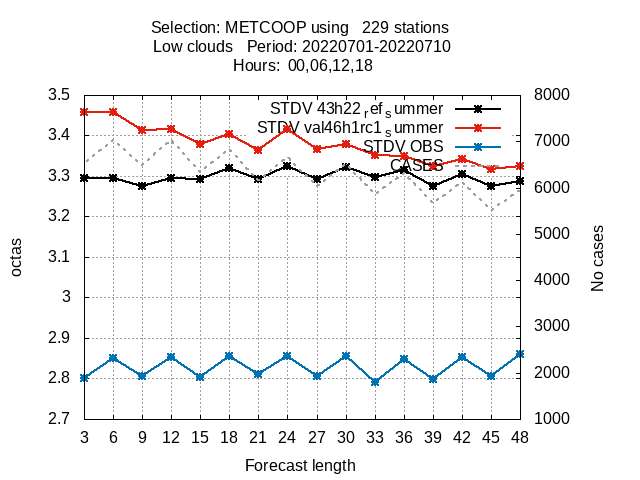 Selection: METCOOP using   229 stations
Low clouds   Period: 20220701-20220710
Hours:  00,06,12,18
3.5
3.4
3.3
3.2
3.1
3
2.9
2.8
2.7
8000
7000
6000
5000
4000
3000
2000
1000
octas
No cases
STDV 43h22_ref_summer
STDV val46h1rc1_summer
STDV OBS
CASES
3 6 9 12 15 18 21 24 27 30 33 36 39 42 45 48
Forecast length